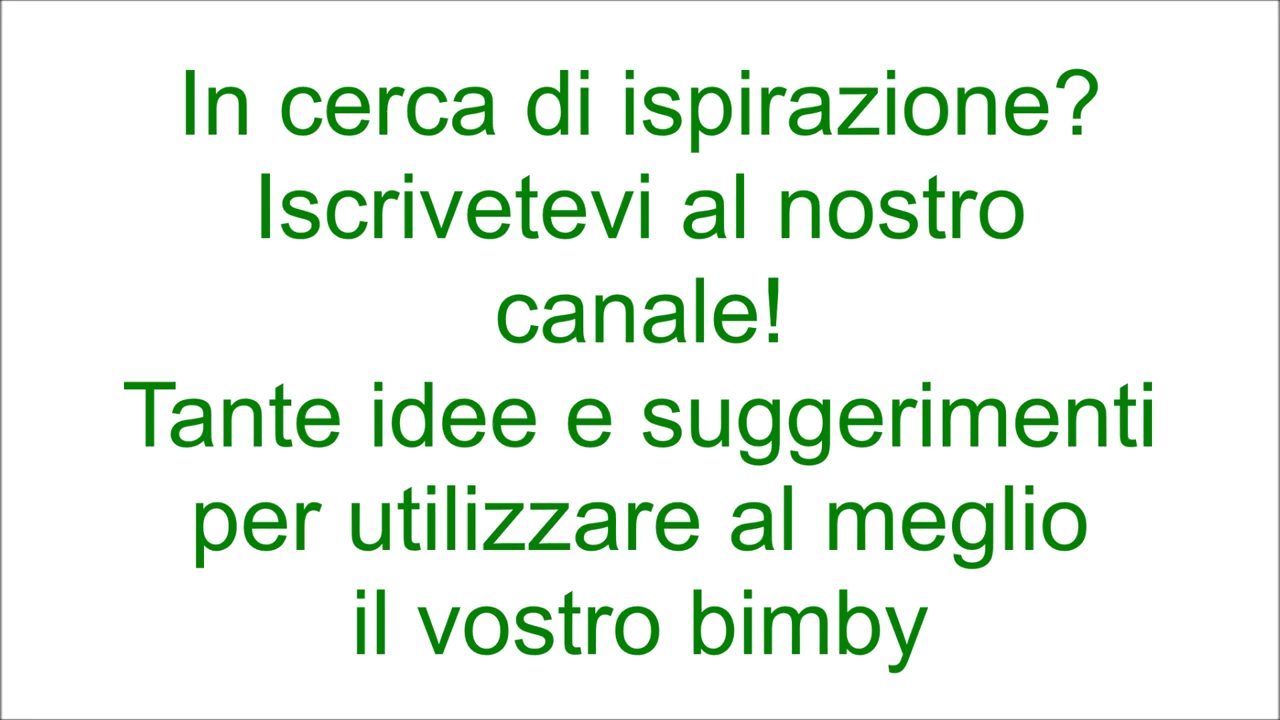 In cerca di ispirazione?
Iscrivetevi al nostro
canale!
Tante idee e suggerimenti
per utilizzare al meglio
il vostro bimby